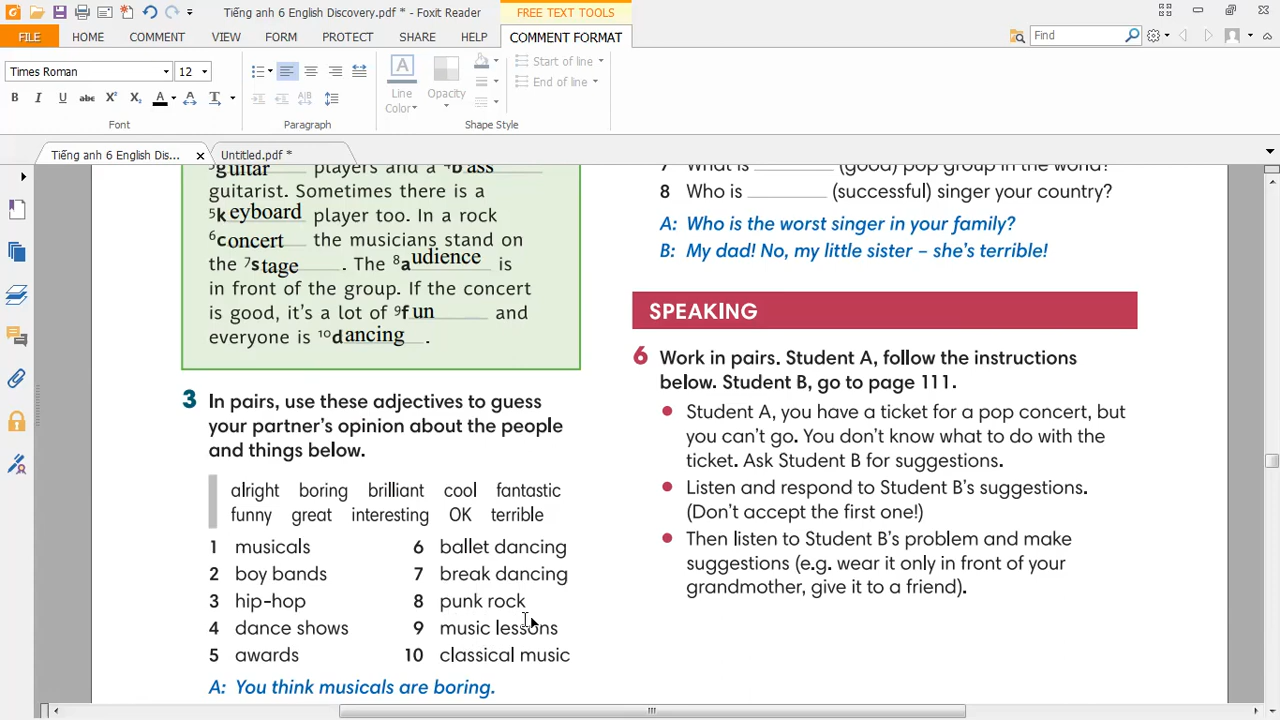 Tiếng anh 6 English Discovery.pdf * - Foxit Reader
FREE TEXT TOOLS
FILE HOME COMMENT VIEW FORM PROTECT SHARE HELP COMMENT FORMAT
Find
Times Roman 12
Start of line
End of line
Line Color
Opacity
Font Paragraph Shape Style
Tiếng anh 6 English Dis... Untitled.pdf *
3guitar players and a 4b ass
guitarist. Sometimes there is a
5k eyboard player too. In a rock
6concert the musicians stand on
the 7stage. The 8audience is
in front of the group. If the concert
is good, it's a lot of 9fun and
everyone is 10dancing.
3 In pairs, use these adjectives to guess
your partner's opinion about the people
and things below.
alright boring brilliant cool fantastic
funny great interesting OK terrible
1 musicals
2 boy bands
3 hip-hop
4 dance shows
5 awards
6 ballet dancing
7 break dancing
8 punk rock
9 music lessons
10 classical music
A: You think musicals are boring.
7 What is ________ (good) pop group in the world?
8 Who is ________ (successful) singer your country?
A: Who is the worst singer in your family?
B: My dad! No, my little sister – she's terrible!
SPEAKING
6 Work in pairs. Student A, follow the instructions
below. Student B, go to page 111.
• Student A, you have a ticket for a pop concert, but
you can't go. You don't know what to do with the
ticket. Ask Student B for suggestions.
• Listen and respond to Student B's suggestions.
(Don't accept the first one!)
• Then listen to Student B's problem and make
suggestions (e.g. wear it only in front of your
grandmother, give it to a friend).